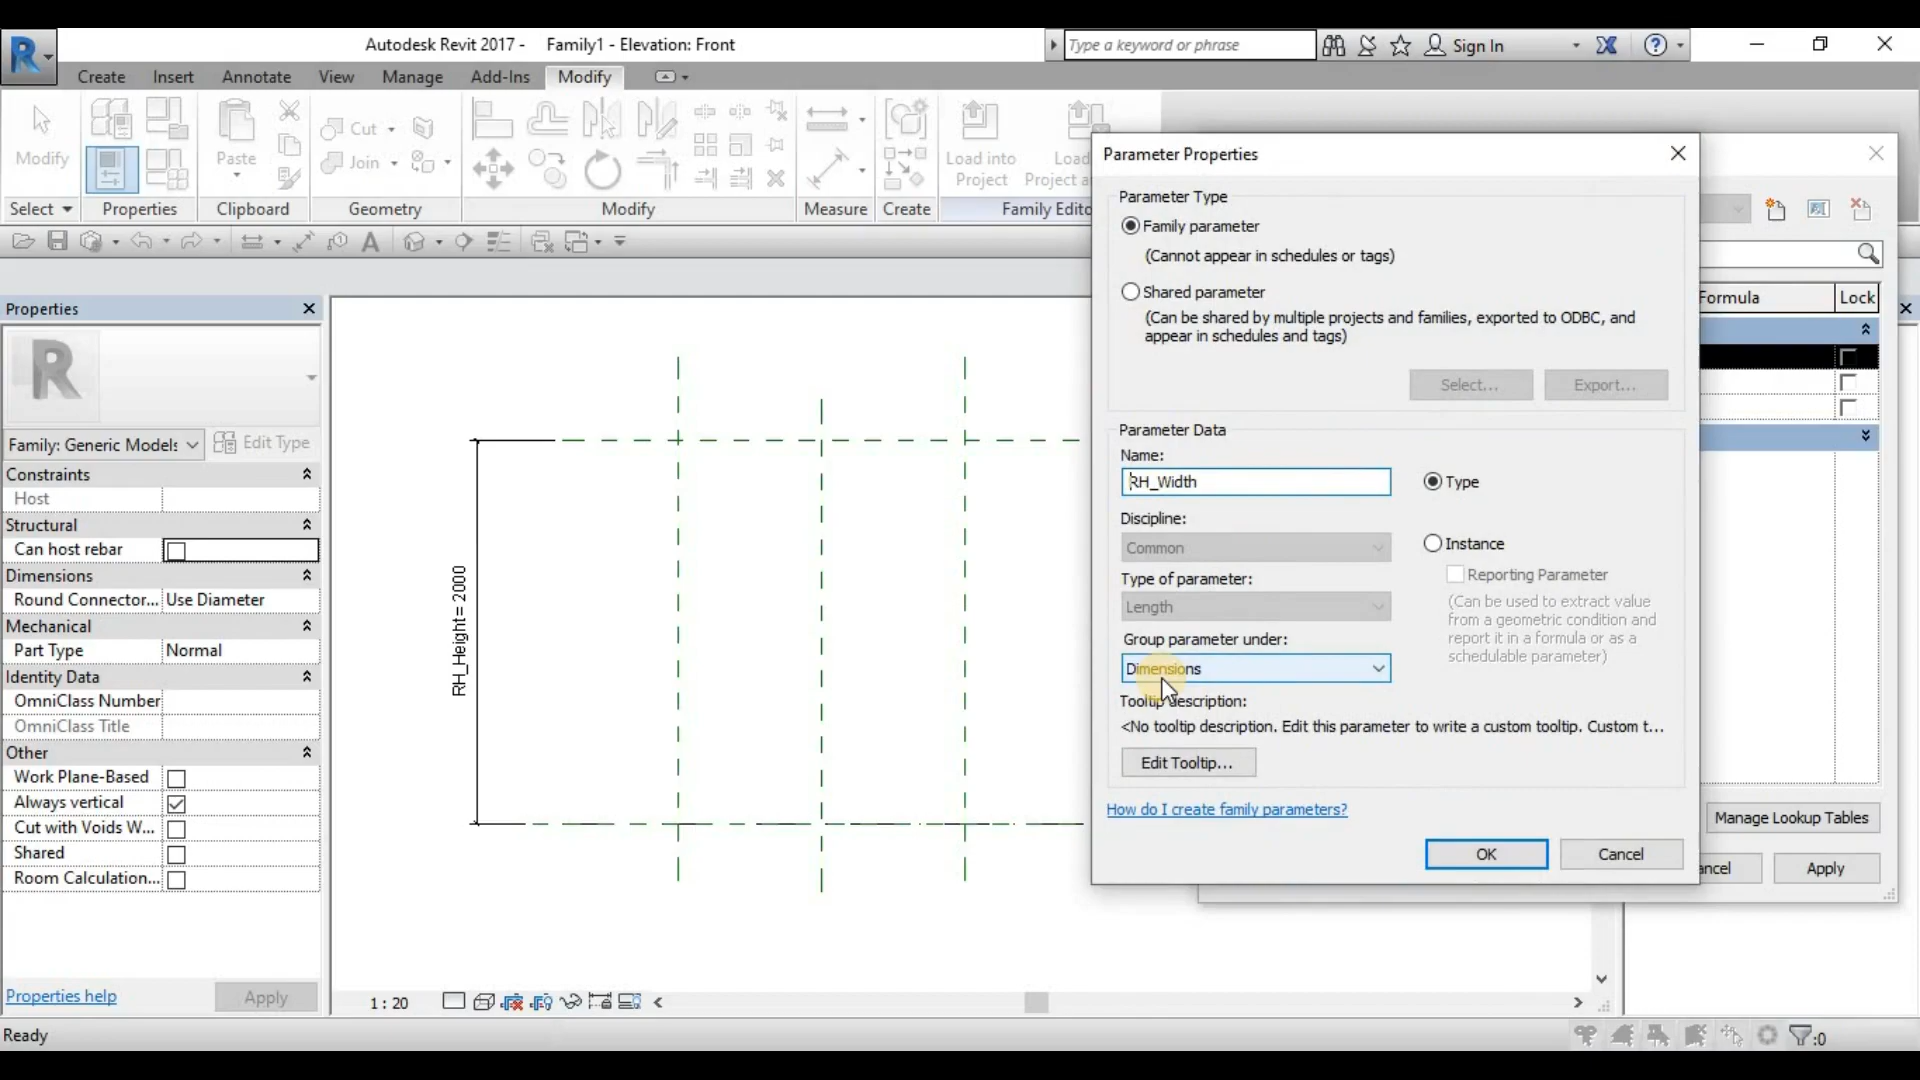 Autodesk Revit 2017 - Family1 - Elevation: Front
Type a keyword or phrase
Sign In
Create Insert Annotate View Manage Add-Ins Modify
Modify
Paste
Cut
Join
Load into Project
Load
Project a
Select Properties Clipboard Geometry Modify Measure Create Family Edito
Properties
Family: Generic Models
Edit Type
Constraints
Host
Structural
Can host rebar
Dimensions
Round Connector... Use Diameter
Mechanical
Part Type Normal
Identity Data
OmniClass Number
OmniClass Title
Other
Work Plane-Based
Always vertical
Cut with Voids W...
Shared
Room Calculation...
Properties help
Apply
RH_Height = 2000
1 : 20
Parameter Properties
Parameter Type
Family parameter
(Cannot appear in schedules or tags)
Shared parameter
(Can be shared by multiple projects and families, exported to ODBC, and
appear in schedules and tags)
Select...
Export...
Parameter Data
Name:
RH_Width
Type
Discipline:
Common
Instance
Type of parameter:
Reporting Parameter
Length
(Can be used to extract value
from a geometric condition and
report it in a formula or as a
schedulable parameter)
Group parameter under:
Dimensions
Tooltip description:
<No tooltip description. Edit this parameter to write a custom tooltip. Custom t...
Edit Tooltip...
How do I create family parameters?
OK
Cancel
Formula
Lock
Manage Lookup Tables
ancel
Apply
Ready
:0